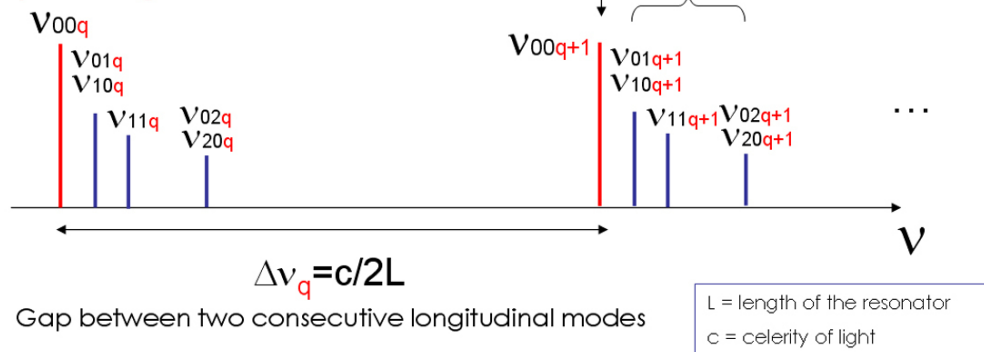 ν00q ν00q+1
ν01q ν01q+1
ν10q ν10q+1
ν11q ν02q ν11q+1 ν02q+1 ...
ν20q ν20q+1
ν
Δνq=c/2L
Gap between two consecutive longitudinal modes
L = length of the resonator
c = celerity of light